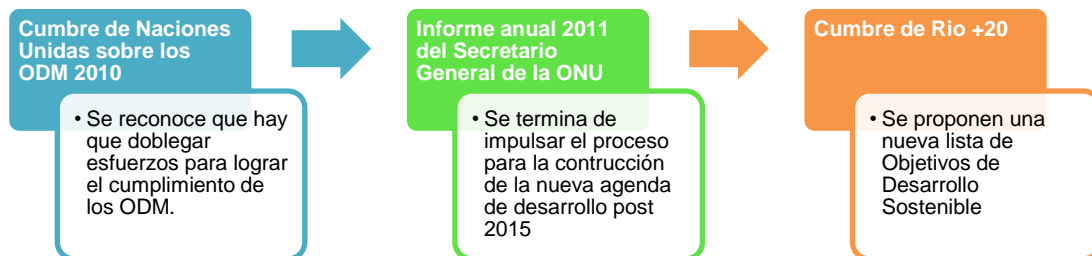 Cumbre de Naciones
Unidas sobre los
ODM 2010
• Se reconoce que hay
que doblegar
esfuerzos para lograr
el cumplimiento de
los ODM.
Informe anual 2011
del Secretario
General de la ONU
• Se termina de
impulsar el proceso
para la contrucción
de la nueva agenda
de desarrollo post
2015
Cumbre de Rio +20
• Se proponen una
nueva lista de
Objetivos de
Desarrollo
Sostenible